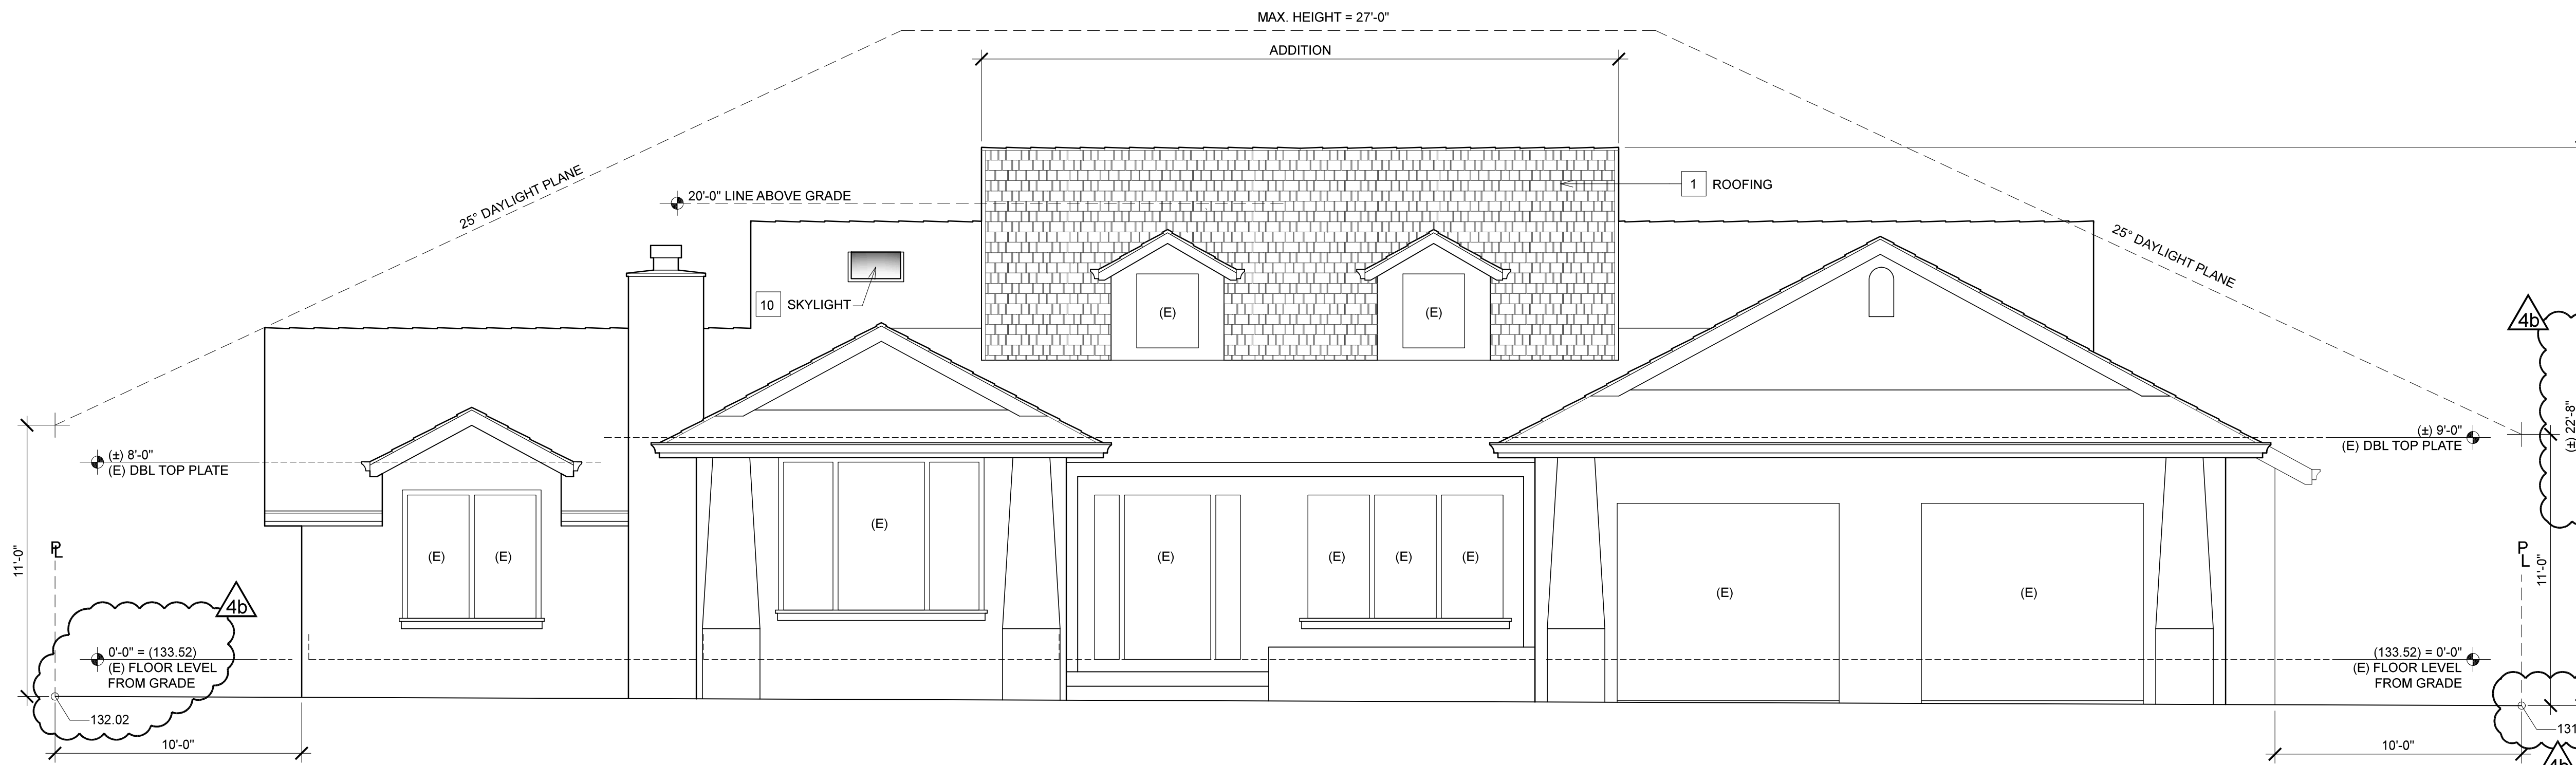 MAX. HEIGHT = 27'-0"
ADDITION
25° DAYLIGHT PLANE
20'-0" LINE ABOVE GRADE
1 ROOFING
25° DAYLIGHT PLANE
10 SKYLIGHT
(E)
(E)
4b
(±) 22'-8"
(±) 8'-0"
(E) DBL TOP PLATE
(±) 9'-0"
(E) DBL TOP PLATE
11'-0"
PL
(E)
(E)
(E)
(E)
(E)
(E)
(E)
(E)
(E)
PL
11'-0"
4b
0'-0" = (133.52)
(E) FLOOR LEVEL
FROM GRADE
(133.52) = 0'-0"
(E) FLOOR LEVEL
FROM GRADE
132.02
131
10'-0"
10'-0"
4b